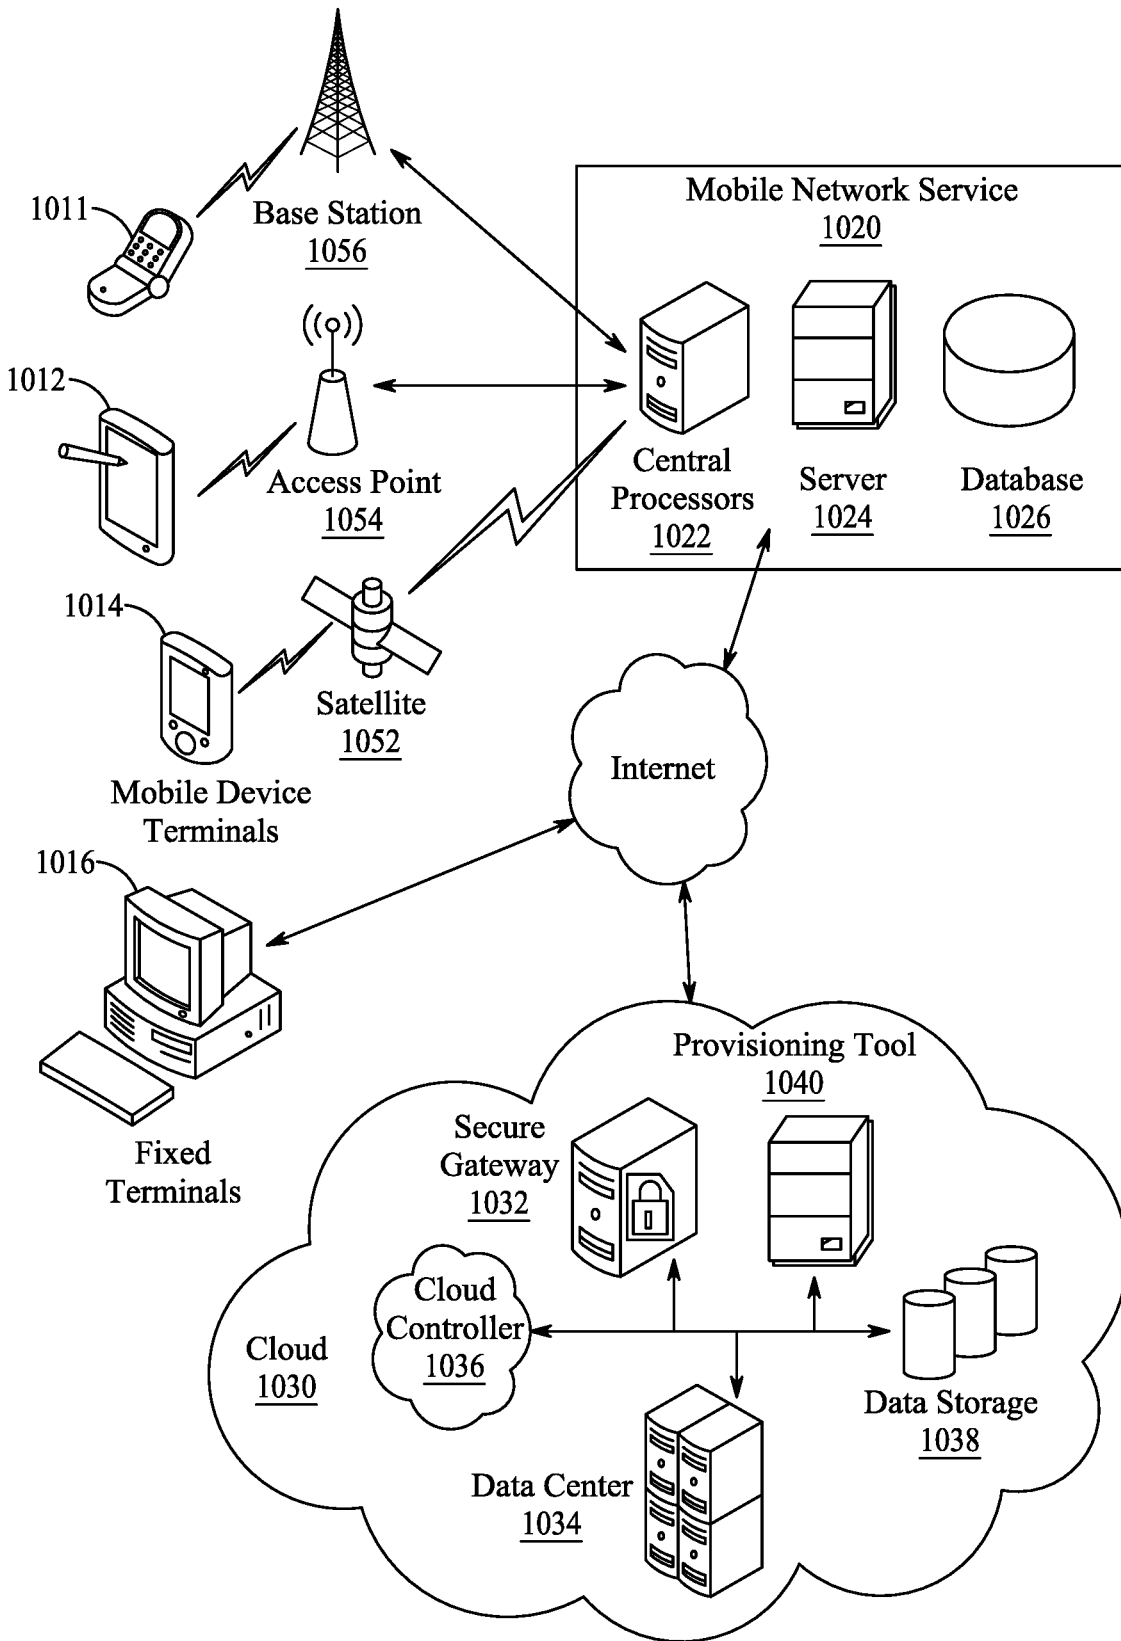 1011
Base Station
1056
Mobile Network Service
1020
1012
Access Point
1054
Central
Processors
1022
Server
1024
Database
1026
1014
Satellite
1052
Mobile Device
Terminals
Internet
1016
Fixed
Terminals
Provisioning Tool
1040
Secure
Gateway
1032
Cloud
Controller
1036
Cloud
1030
Data Storage
1038
Data Center
1034